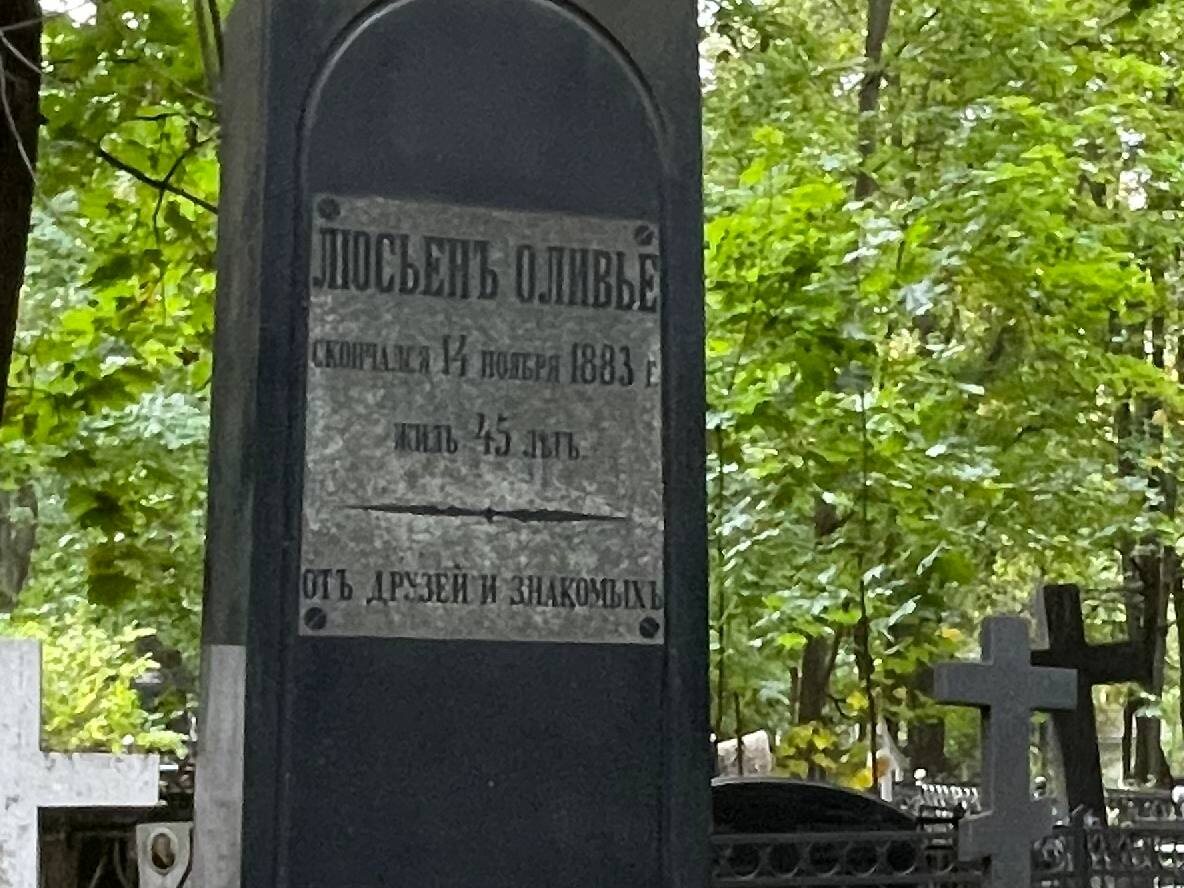 ЛЮСЬЕНЪ ОЛИВЬЕ
СКОНЧАЛСЯ 14 НОЯБРЯ 1883 Г.
ЖИЛЪ 45 ЛѢТЪ.
ОТЪ ДРУЗЕЙ И ЗНАКОМЫХЪ